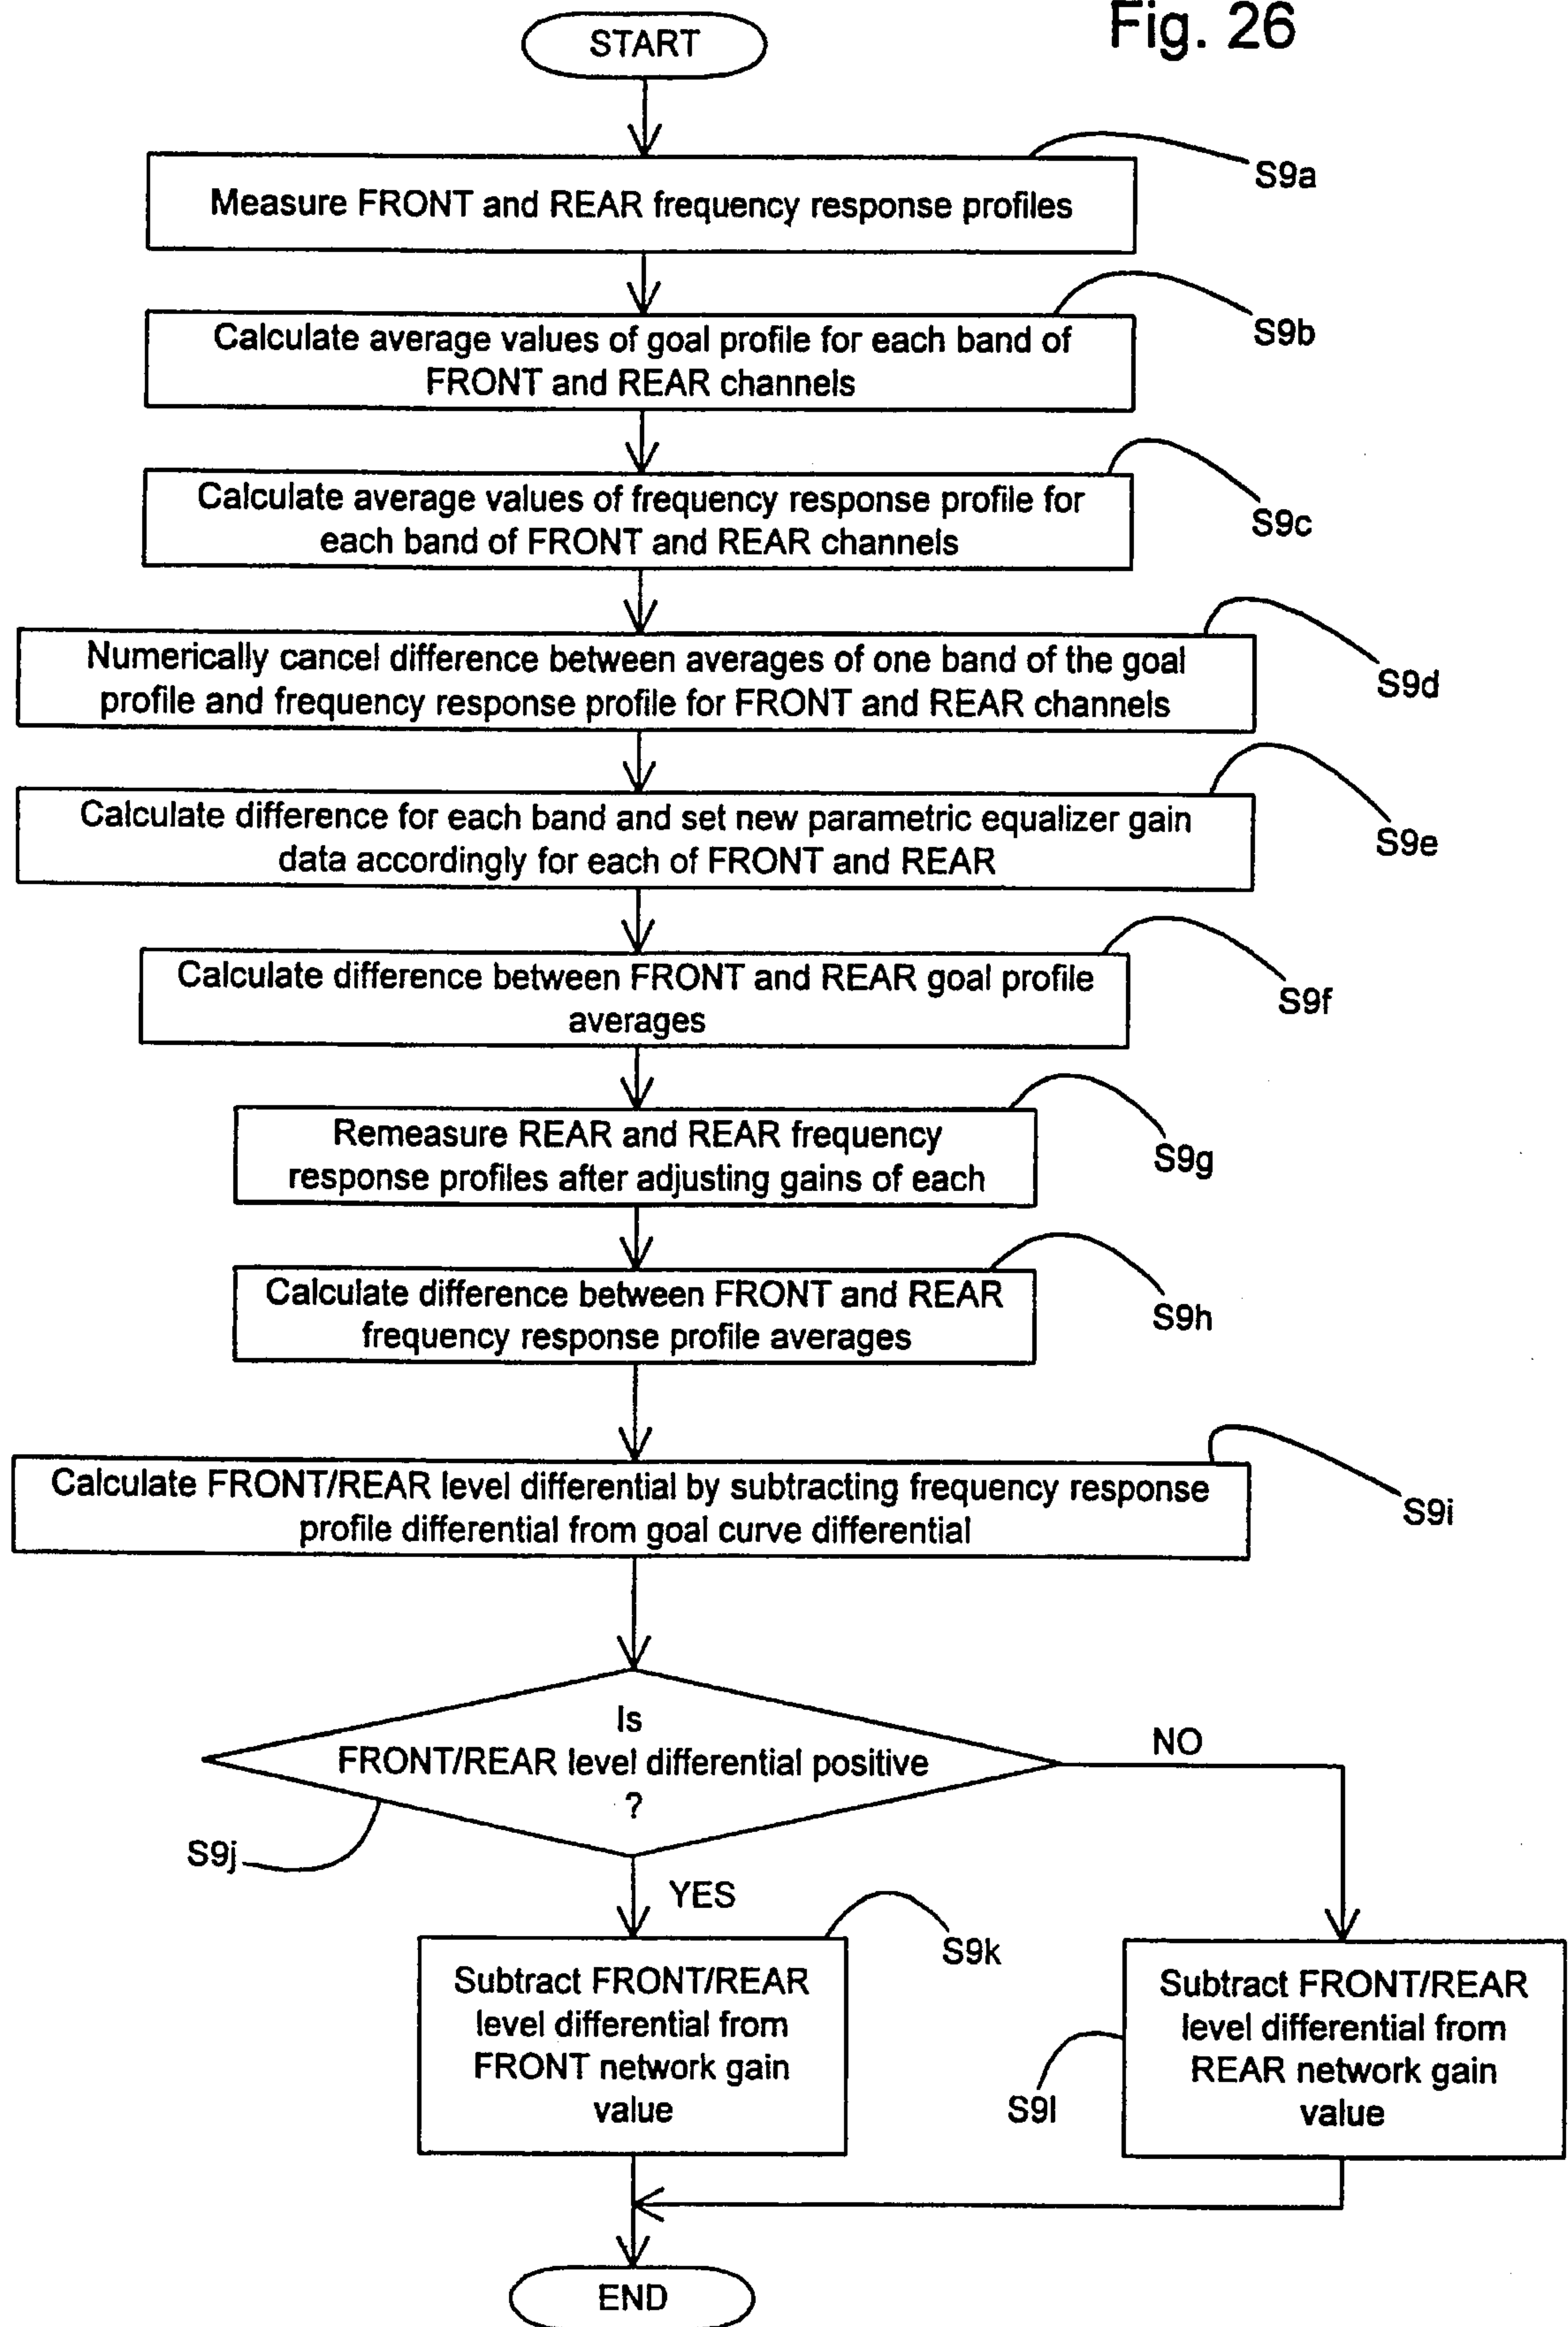 Fig. 26
START
Measure FRONT and REAR frequency response profiles
S9a
Calculate average values of goal profile for each band of
FRONT and REAR channels
S9b
Calculate average values of frequency response profile for
each band of FRONT and REAR channels
S9c
Numerically cancel difference between averages of one band of the goal
profile and frequency response profile for FRONT and REAR channels
S9d
Calculate difference for each band and set new parametric equalizer gain
data accordingly for each of FRONT and REAR
S9e
Calculate difference between FRONT and REAR goal profile
averages
S9f
Remeasure REAR and REAR frequency
response profiles after adjusting gains of each
S9g
Calculate difference between FRONT and REAR
frequency response profile averages
S9h
Calculate FRONT/REAR level differential by subtracting frequency response
profile differential from goal curve differential
S9i
Is
FRONT/REAR level differential positive
?
NO
S9j
YES
S9k
Subtract FRONT/REAR
level differential from
FRONT network gain
value
Subtract FRONT/REAR
level differential from
REAR network gain
value
S9l
END